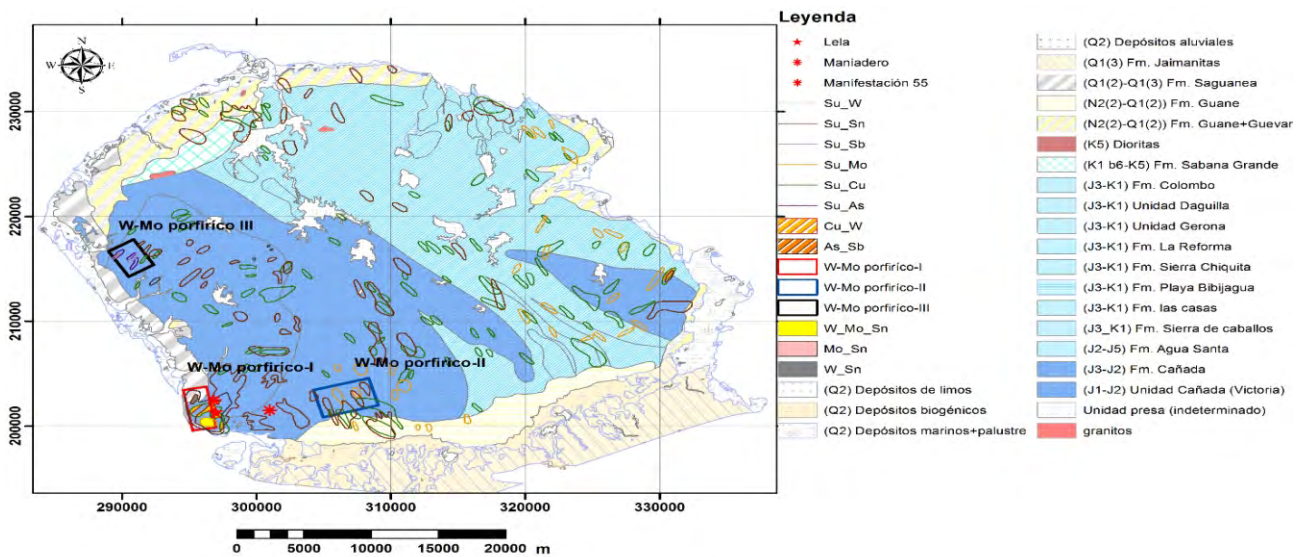 Leyenda
Lela
Maniadero
Manifestación 55
Su_W
Su_Sn
Su_Sb
Su_Mo
Su_Cu
Su_As
Cu_W
As_Sb
W-Mo porfiríco-I
W-Mo porfiríco-II
W-Mo porfiríco-III
W_Mo_Sn
Mo_Sn
W_Sn
(Q2) Depósitos de limos
(Q2) Depósitos biogénicos
(Q2) Depósitos marinos+palustre
(Q2) Depósitos aluviales
(Q1(3) Fm. Jaimanitas
(Q1(2)-Q1(3) Fm. Saguanea
(N2(2)-Q1(2)) Fm. Guane
(N2(2)-Q1(2)) Fm. Guane+Guevar
(K5) Dioritas
(K1 b6-K5) Fm. Sabana Grande
(J3-K1) Fm. Colombo
(J3-K1) Unidad Daguilla
(J3-K1) Unidad Gerona
(J3-K1) Fm. La Reforma
(J3-K1) Fm. Sierra Chiquita
(J3-K1) Fm. Playa Bibijagua
(J3-K1) Fm. las casas
(J3_K1) Fm. Sierra de caballos
(J2-J5) Fm. Agua Santa
(J3-J2) Fm. Cañada
(J1-J2) Unidad Cañada (Victoria)
Unidad presa (indeterminado)
granitos
N
W E
S
230000
220000
210000
200000
W-Mo porfirico III
W-Mo porfiríco-I
W-Mo porfiríco-II
290000 300000 310000 320000 330000
0 5000 10000 15000 20000 m